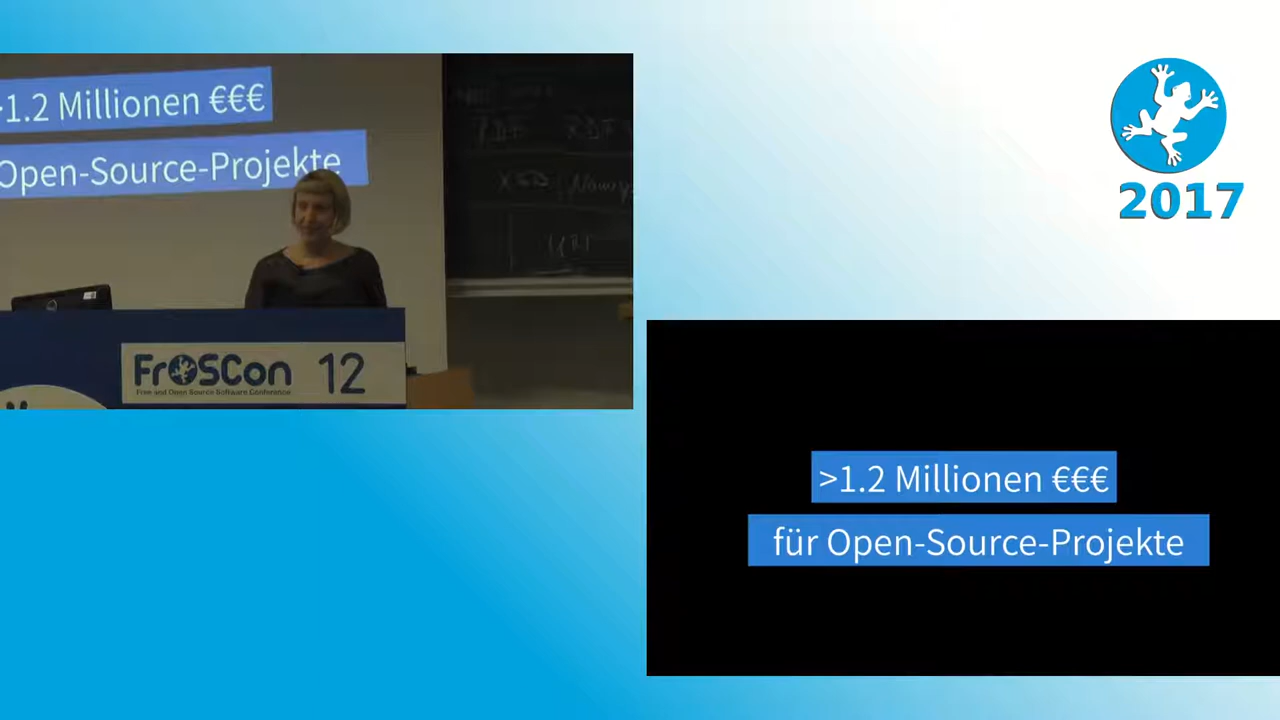 >1.2 Millionen €€€
Open-Source-Projekte
RDF
FrOSCon 12
Free and Open Source Software Conference
2017
>1.2 Millionen €€€
für Open-Source-Projekte